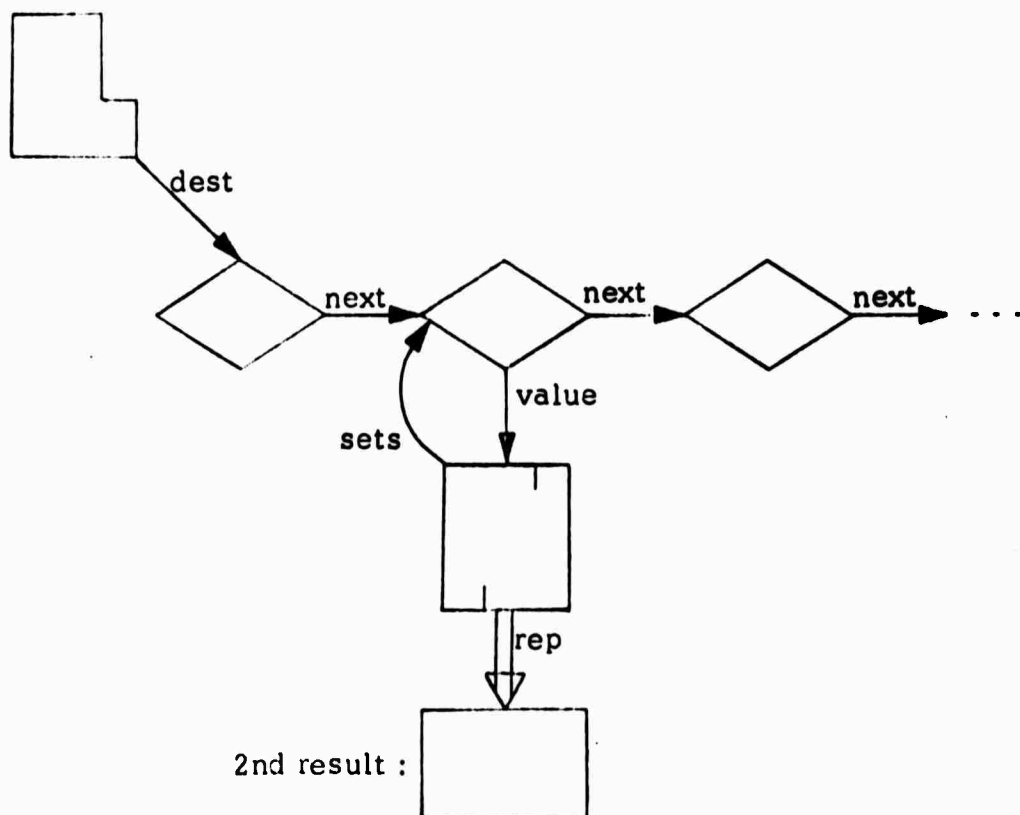 dest
next
next
next
. . .
value
sets
rep
2nd result :